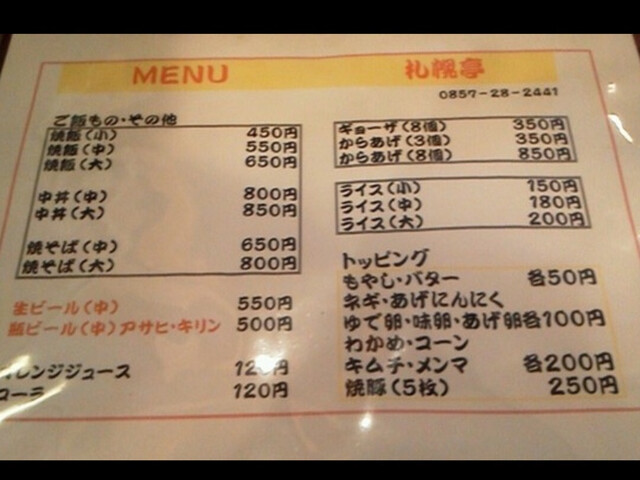 MENU 札幌亭
0857-28-2441
ご飯もの・その他
焼飯(小) 450円
焼飯(中) 550円
焼飯(大) 650円
中丼(中) 800円
中丼(大) 850円
焼そば(中) 650円
焼そば(大) 800円
生ビール(中) 550円
瓶ビール(中)アサヒ・キリン 500円
レンジジュース 120円
コーラ 120円
ギョーザ(8個) 350円
からあげ(3個) 350円
からあげ(8個) 850円
ライス(小) 150円
ライス(中) 180円
ライス(大) 200円
トッピング
もやし・バター 各50円
ネギ・あげにんにく
ゆで卵・味卵・あげ卵各100円
わかめ・コーン
キムチ・メンマ 各200円
焼豚(5枚) 250円